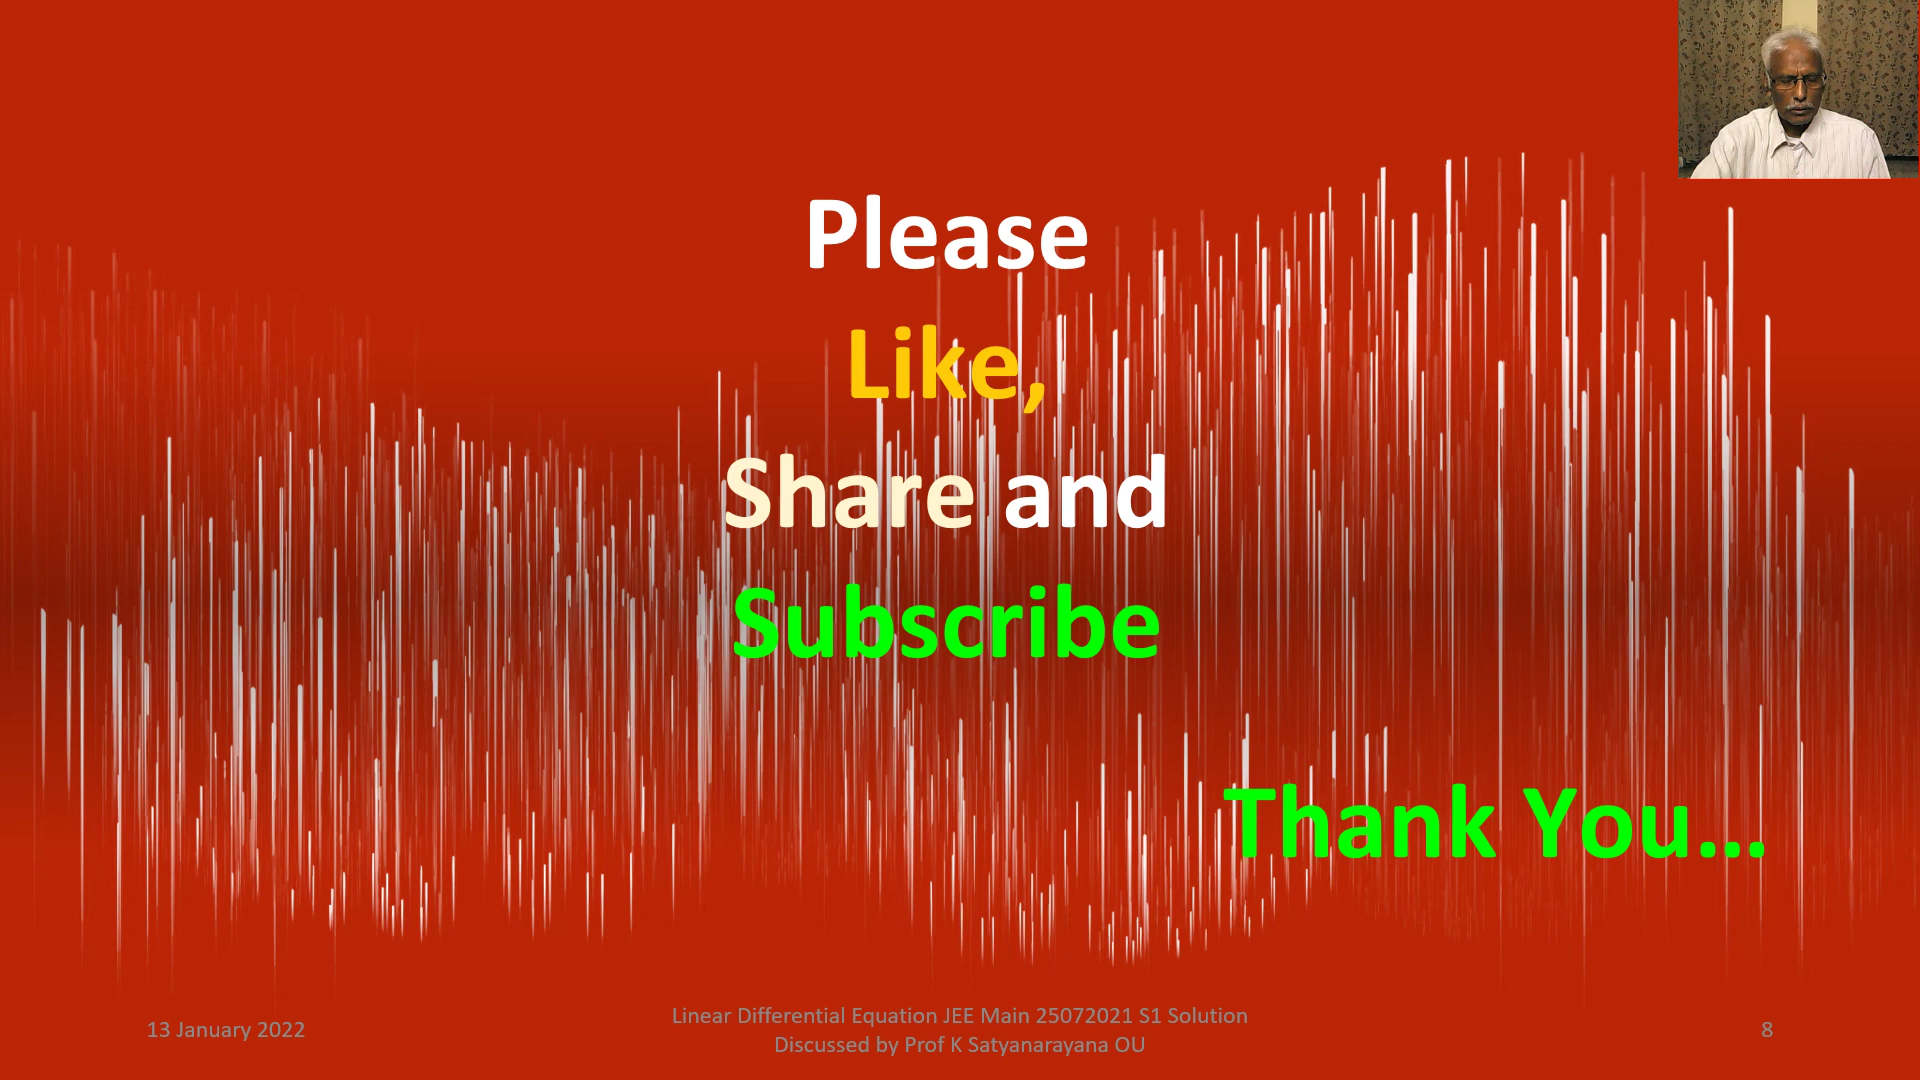 Please
Like,
Share and
Subscribe
Thank You...
13 January 2022
Linear Differential Equation JEE Main 25072021 S1 Solution
Discussed by Prof K Satyanarayana OU
8